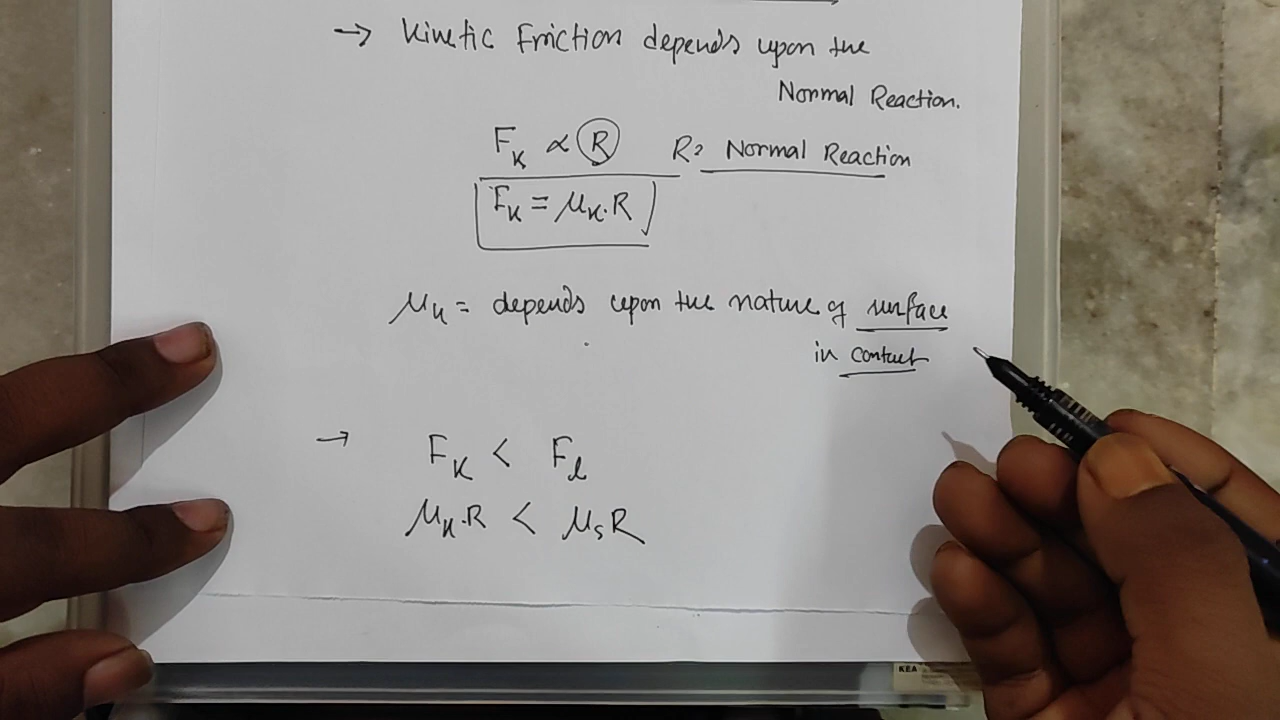 → Kinetic Friction depends upon the
Normal Reaction.
Fₖ ∝ R R = Normal Reaction
Fₖ = μₖ.R
μₖ = depends upon the nature of surface
in contact
→ Fₖ < Fₗ
μₖ.R < μₛR
KEA